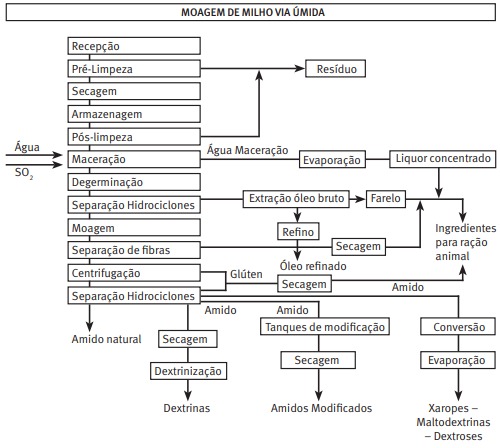 MOAGEM DE MILHO VIA ÚMIDA
Recepção
Pré-Limpeza
Resíduo
Secagem
Armazenagem
Pós-limpeza
Água
SO2
Maceração
Água Maceração
Evaporação
Liquor concentrado
Degerminação
Separação Hidrociclones
Extração óleo bruto
Farelo
Moagem
Refino
Ingredientes
para ração
animal
Separação de fibras
Secagem
Óleo refinado
Centrifugação
Glúten
Secagem
Amido
Separação Hidrociclones
Amido
Amido
Amido natural
Secagem
Tanques de modificação
Conversão
Dextrinização
Secagem
Evaporação
Dextrinas
Amidos Modificados
Xaropes –
Maltodextrinas
– Dextroses